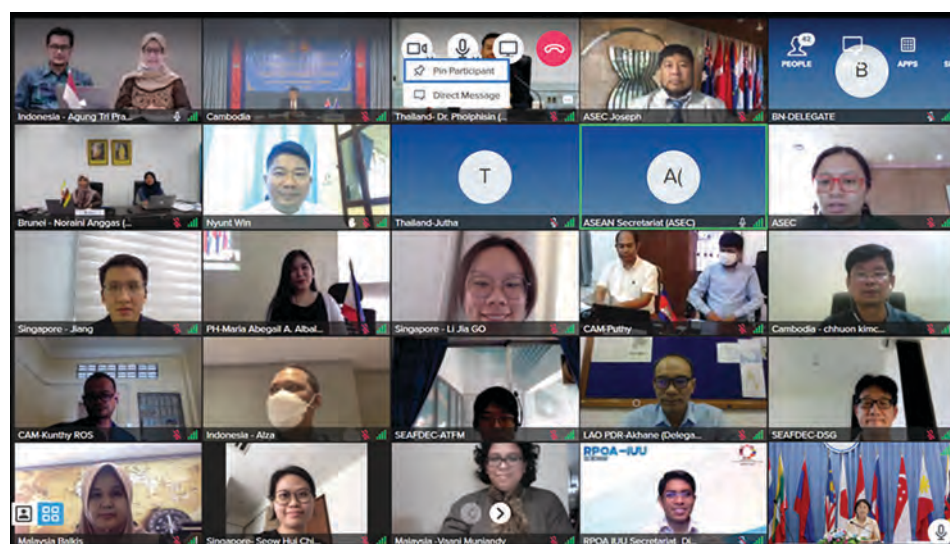 Pin Participant
Direct Message
42
PEOPLE
B
APPS
Indonesia - Agung Tri Pra...
Cambodia
Thailand- Dr. Pholphisin (...
ASEC Joseph
BN-DELEGATE
T
A(
Brunei - Noraini Anggas (...
Nyunt Win
Thailand-Jutha
ASEAN Secretariat (ASEC)
ASEC
Singapore - Jiang
PH-Maria Abegail A. Albal...
Singapore - Li Jia GO
CAM-Puthy
Cambodia - chhuon kimc...
CAM-Kunthy ROS
Indonesia - Alza
SEAFDEC-ATFM
LAO PDR-Akhane (Delega...
SEAFDEC-DSG
RPOA-IUU
Malaysia Balkis
Singapore- Seow Hui Chi...
Malaysia -Vaani Muniandy
RPOA IUU Secretariat, Di...